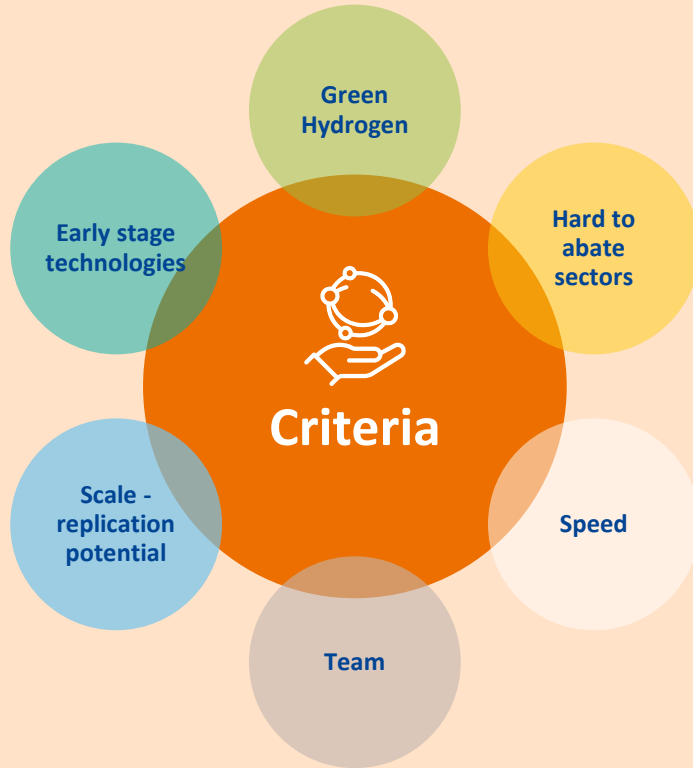 Green
Hydrogen
Early stage
technologies
Hard to
abate
sectors
Criteria
Scale -
replication
potential
Speed
Team